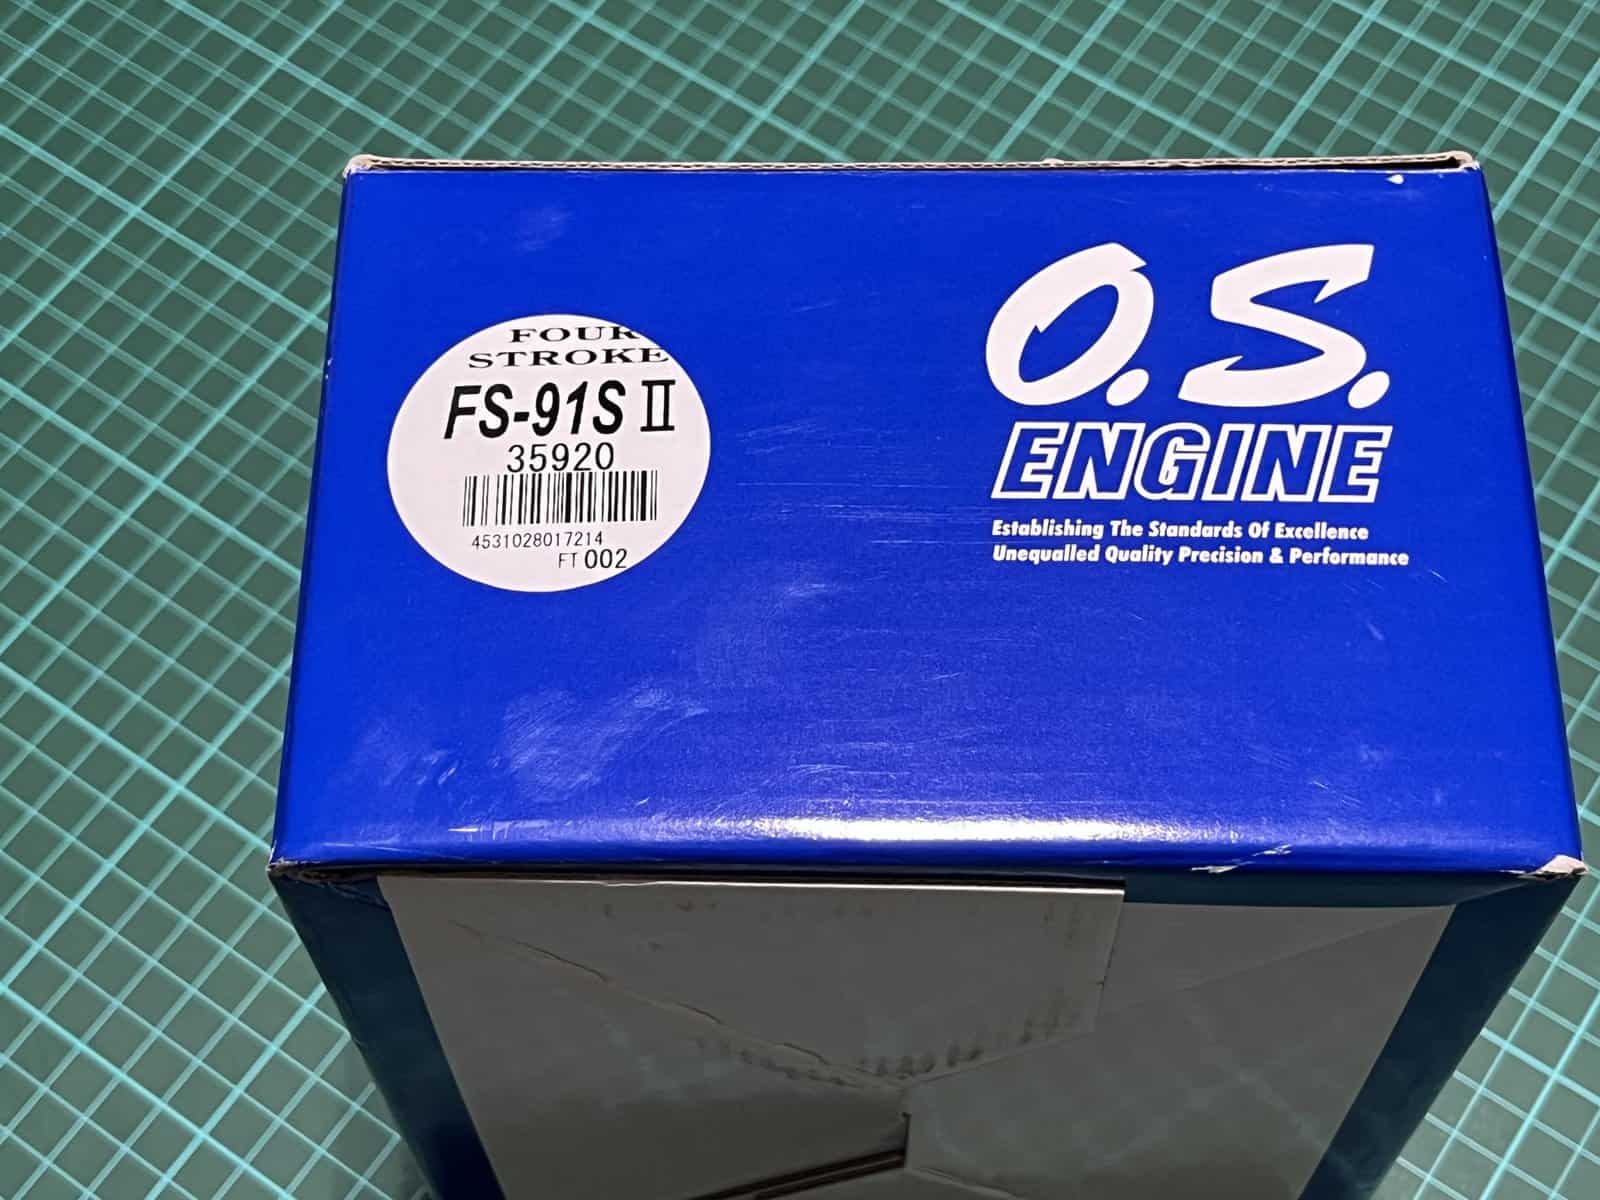 FOUR
STROKE
FS-91S II
35920
4531028017214
FT 002
O.S.
ENGINE
Establishing The Standards Of Excellence
Unequalled Quality Precision & Performance